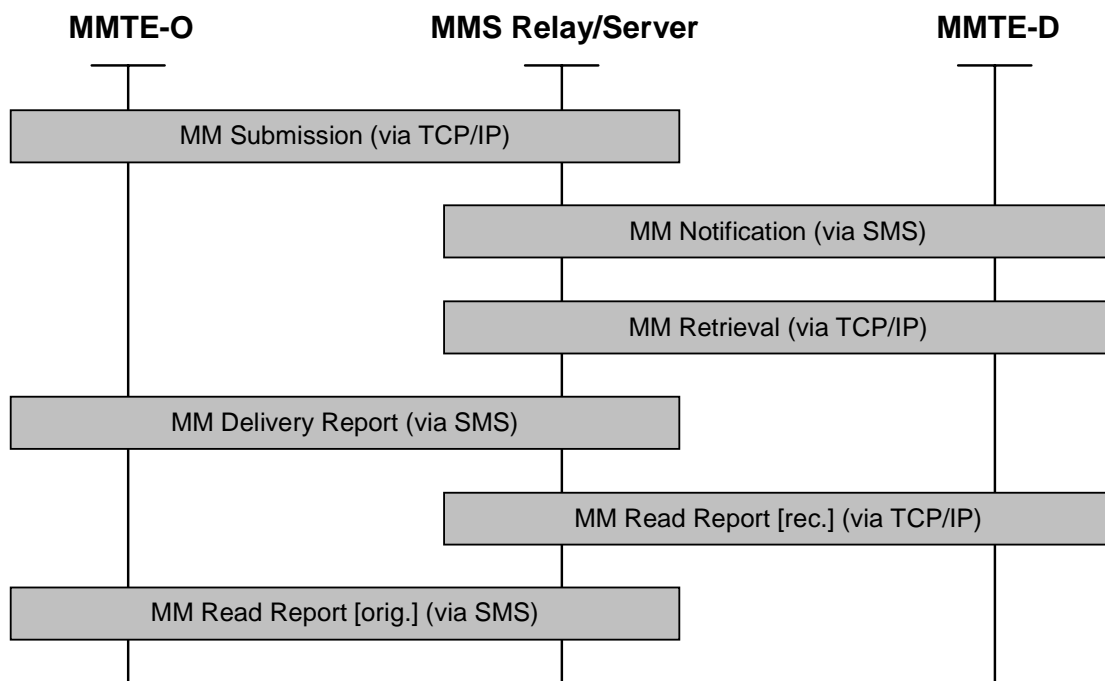 MMTE-O
MMS Relay/Server
MMTE-D
MM Submission (via TCP/IP)
MM Notification (via SMS)
MM Retrieval (via TCP/IP)
MM Delivery Report (via SMS)
MM Read Report [rec.] (via TCP/IP)
MM Read Report [orig.] (via SMS)